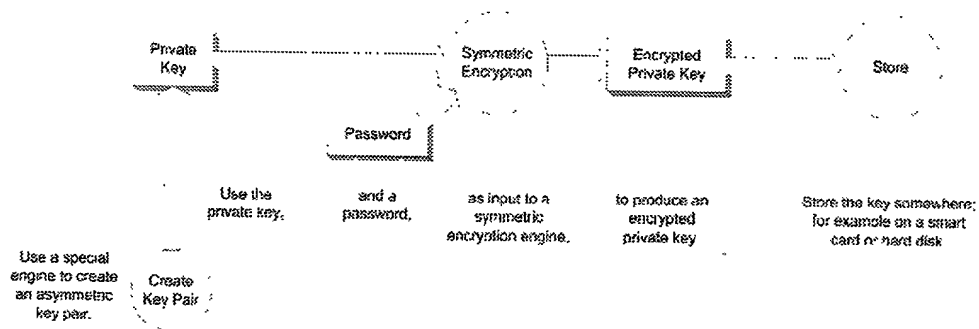 Private
Key
Symmetric
Encryption
Encrypted
Private Key
Store
Password
Use the
private key,
and a
password,
as input to a
symmetric
encryption engine,
to produce an
encrypted
private key
Store the key somewhere;
for example on a smart
card or hard disk
Use a special
engine to create
an asymmetric
key pair.
Create
Key Pair